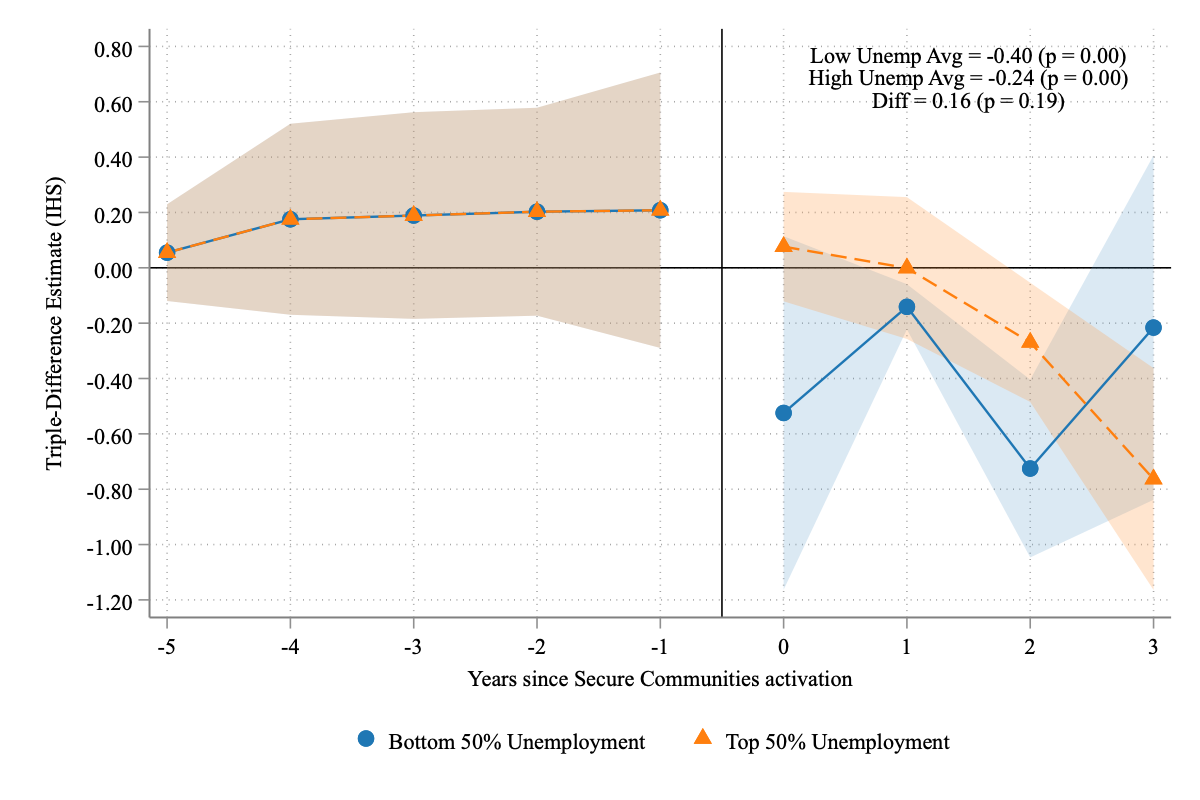 Low Unemp Avg = -0.40 (p = 0.00)
High Unemp Avg = -0.24 (p = 0.00)
Diff = 0.16 (p = 0.19)
Triple-Difference Estimate (IHS)
0.80
0.60
0.40
0.20
0.00
-0.20
-0.40
-0.60
-0.80
-1.00
-1.20
-5 -4 -3 -2 -1 0 1 2 3
Years since Secure Communities activation
Bottom 50% Unemployment Top 50% Unemployment